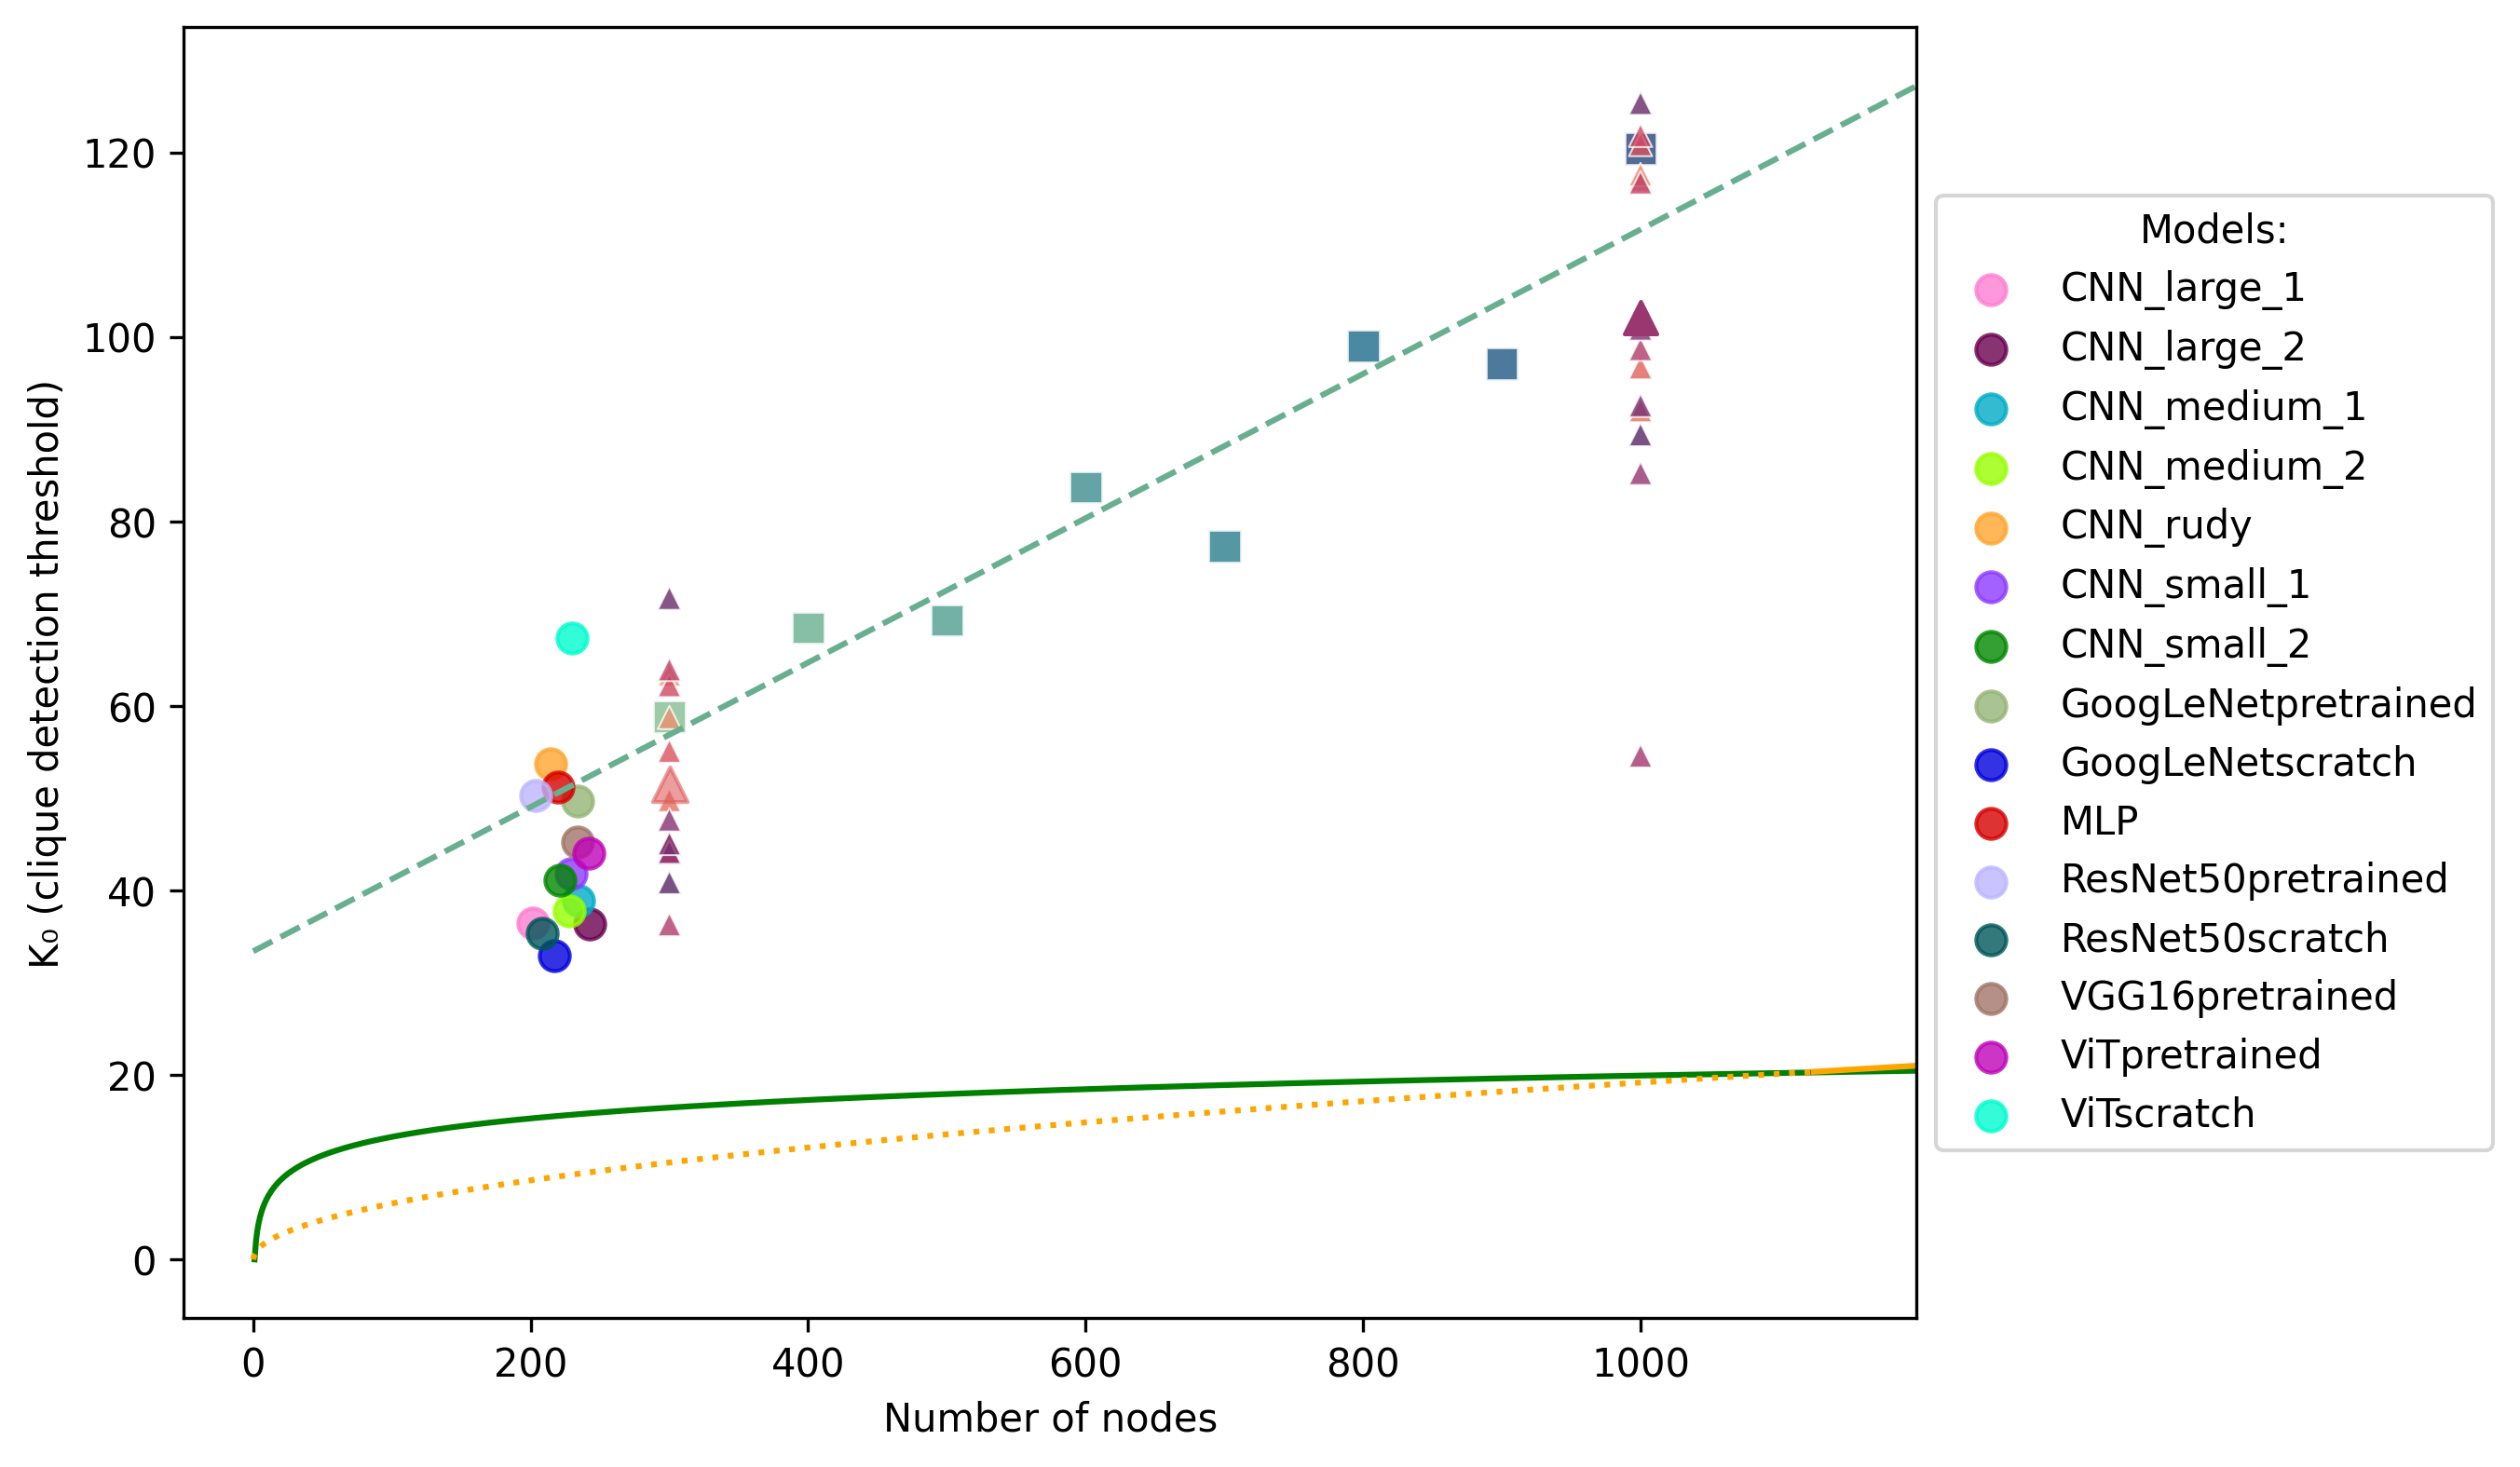 K₀ (clique detection threshold)
120
100
80
60
40
20
0
0 200 400 600 800 1000
Number of nodes
Models:
CNN_large_1
CNN_large_2
CNN_medium_1
CNN_medium_2
CNN_rudy
CNN_small_1
CNN_small_2
GoogLeNetpretrained
GoogLeNetscratch
MLP
ResNet50pretrained
ResNet50scratch
VGG16pretrained
ViTpretrained
ViTscratch